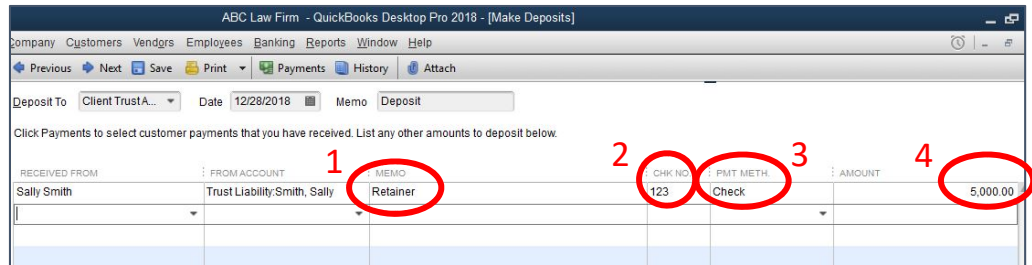 ABC Law Firm - QuickBooks Desktop Pro 2018 - [Make Deposits]
Company Customers Vendors Employees Banking Reports Window Help
Previous Next Save Print Payments History Attach
Deposit To Client Trust A... Date 12/28/2018 Memo Deposit
Click Payments to select customer payments that you have received. List any other amounts to deposit below.
1 2 3 4
RECEIVED FROM FROM ACCOUNT MEMO CHK NO. PMT METH. AMOUNT
Sally Smith Trust Liability:Smith, Sally Retainer 123 Check 5,000.00